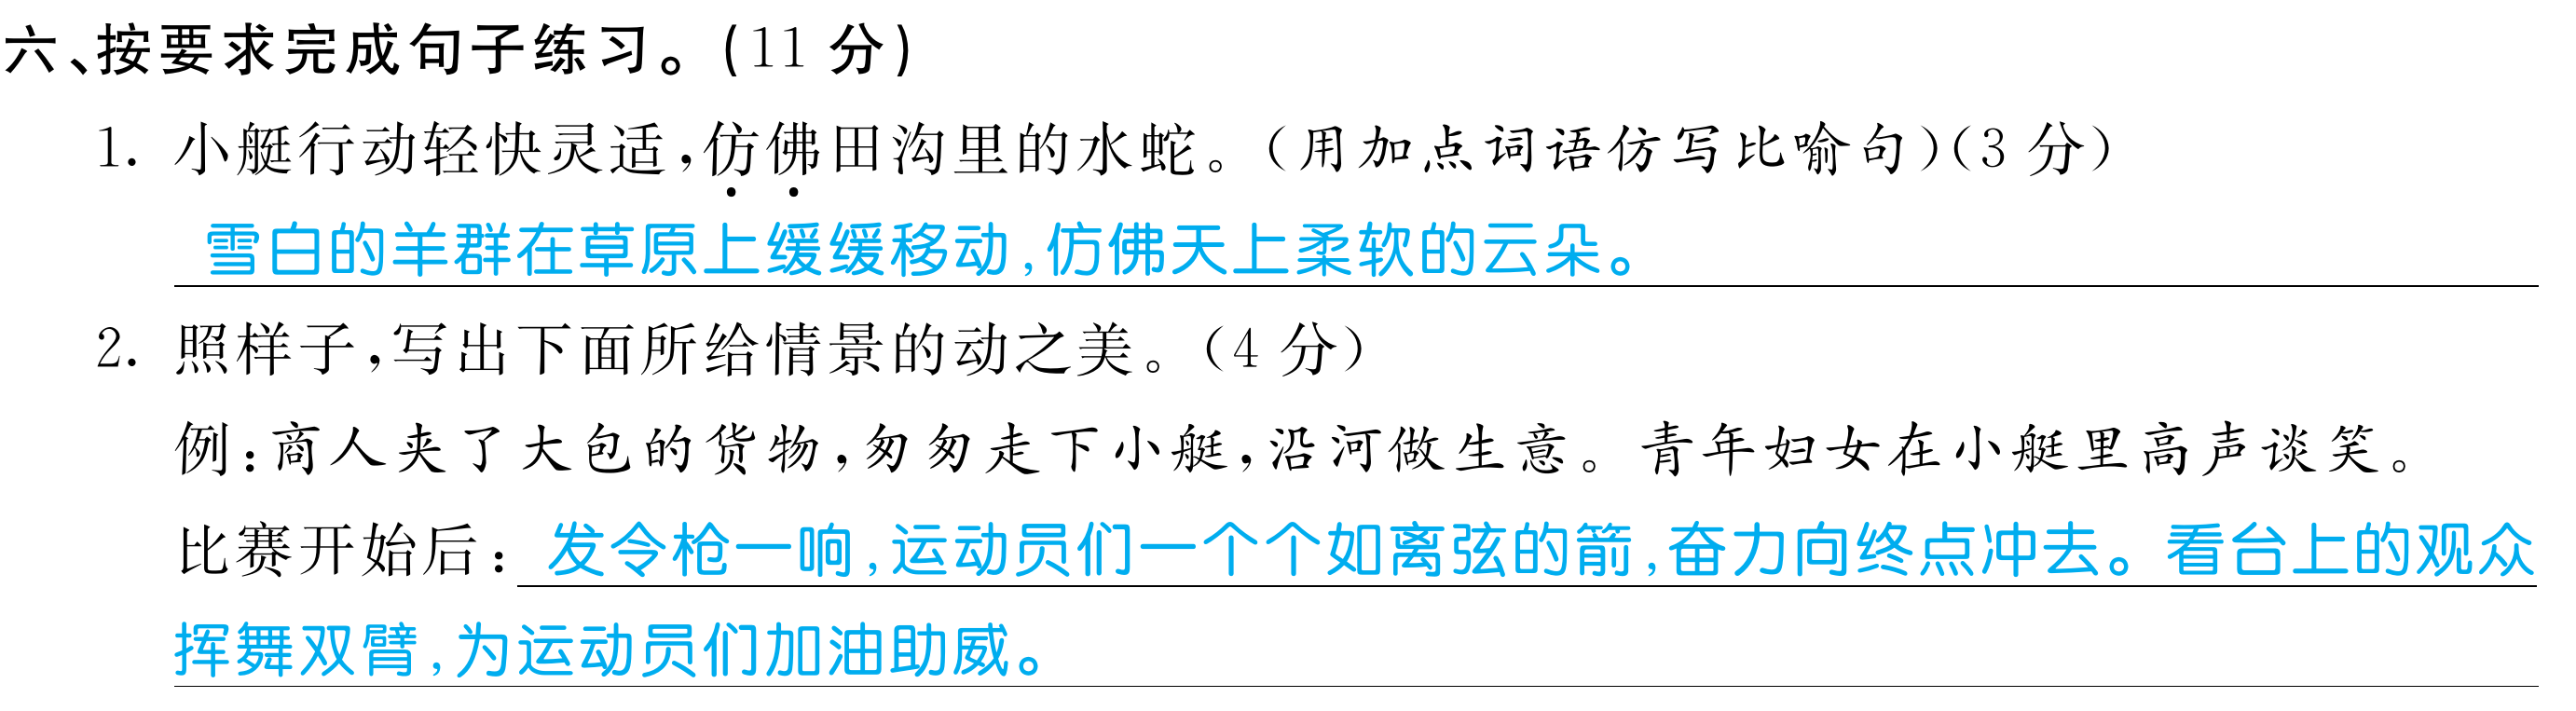 六、按要求完成句子练习。(11 分)
1. 小艇行动轻快灵适,仿佛田沟里的水蛇。(用加点词语仿写比喻句)(3 分)
雪白的羊群在草原上缓缓移动,仿佛天上柔软的云朵。
2. 照样子,写出下面所给情景的动之美。(4 分)
例:商人夹了大包的货物,匆匆走下小艇,沿河做生意。青年妇女在小艇里高声谈笑。
比赛开始后:发令枪一响,运动员们一个个如离弦的箭,奋力向终点冲去。看台上的观众
挥舞双臂,为运动员们加油助威。